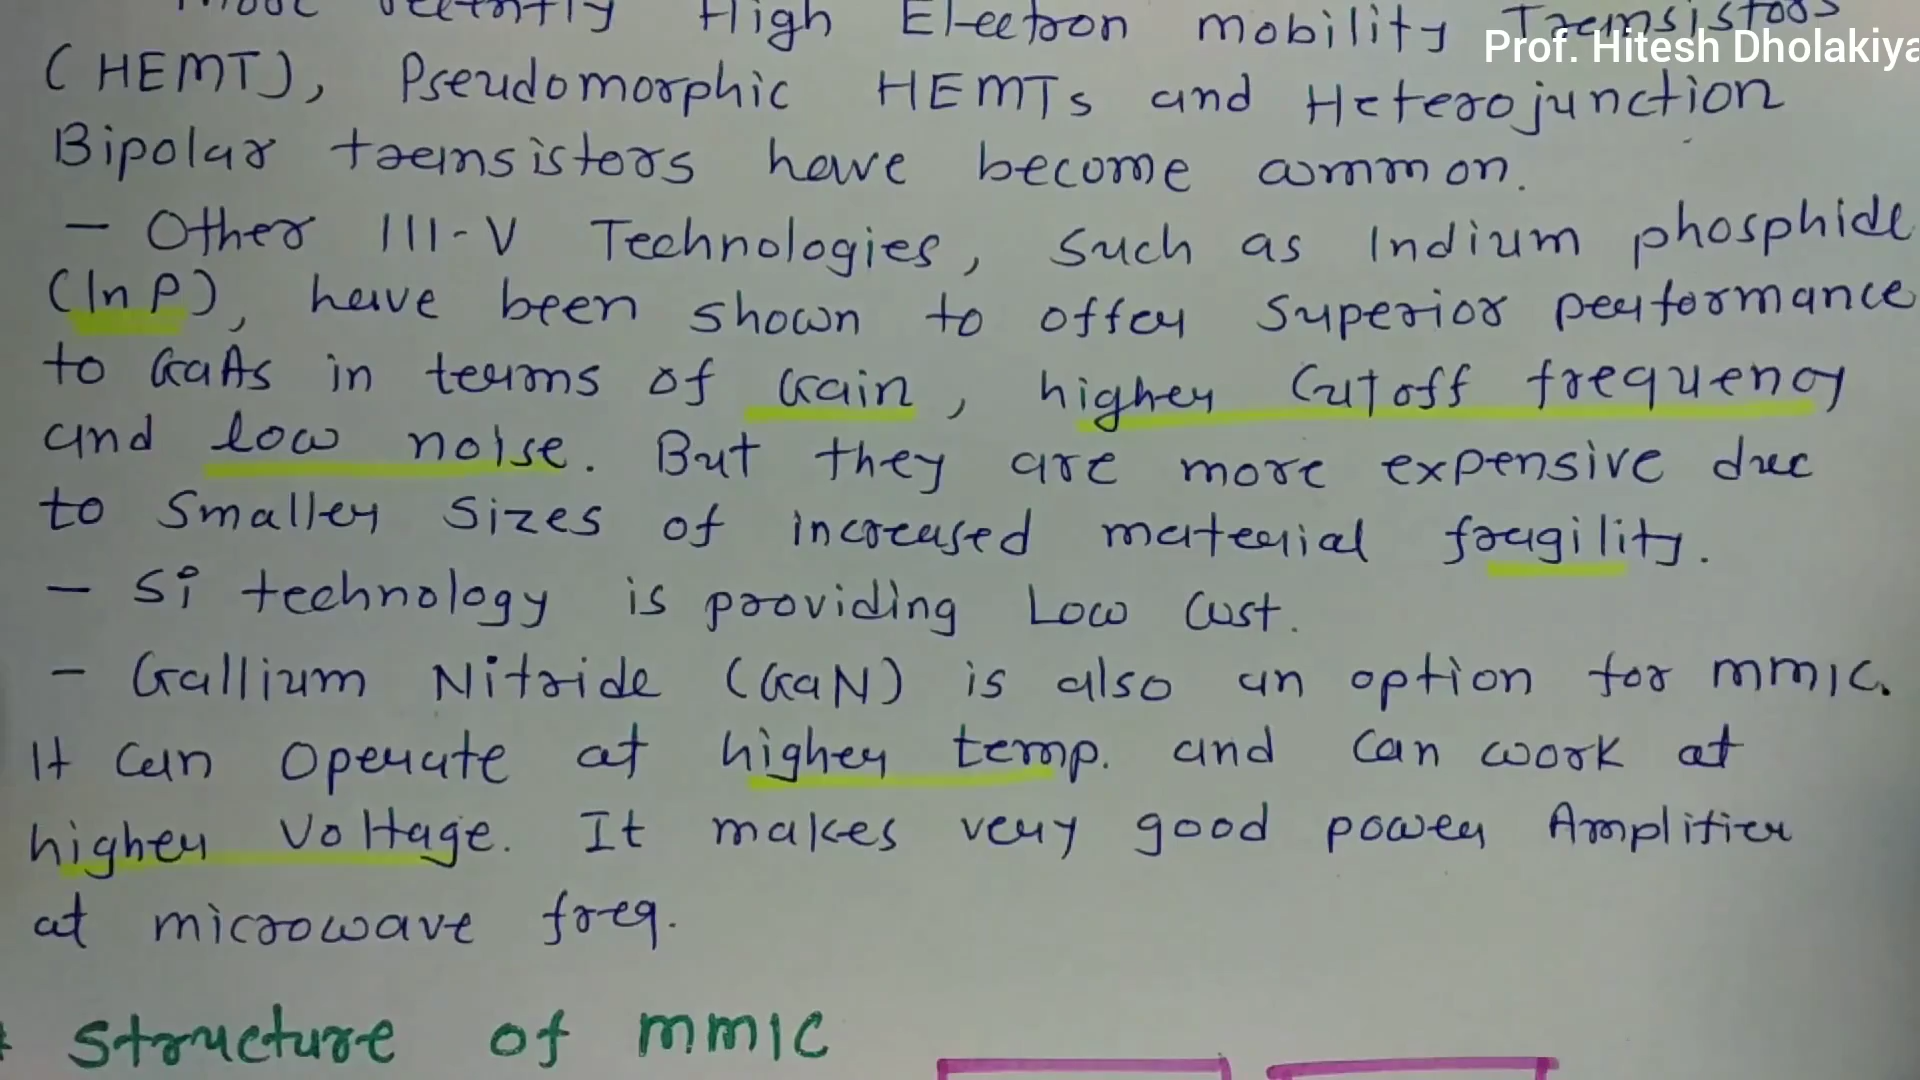 More recently High Electron mobility Transistors
Prof. Hitesh Dholakiya
(HEMT), Pseudomorphic HEMTs and Heterojunction
Bipolar transistors have become common.
- Other III-V Technologies, such as Indium phosphide
(InP), have been shown to offer superior performance
to GaAs in terms of Gain, higher Cutoff frequency
and low noise. But they are more expensive due
to smaller sizes of increased material fragility.
- Si technology is providing Low Cost.
- Gallium Nitride (GaN) is also an option for MMIC.
It can operate at higher temp. and can work at
higher Voltage. It makes very good power Amplifier
at microwave freq.
* Structure of MMIC